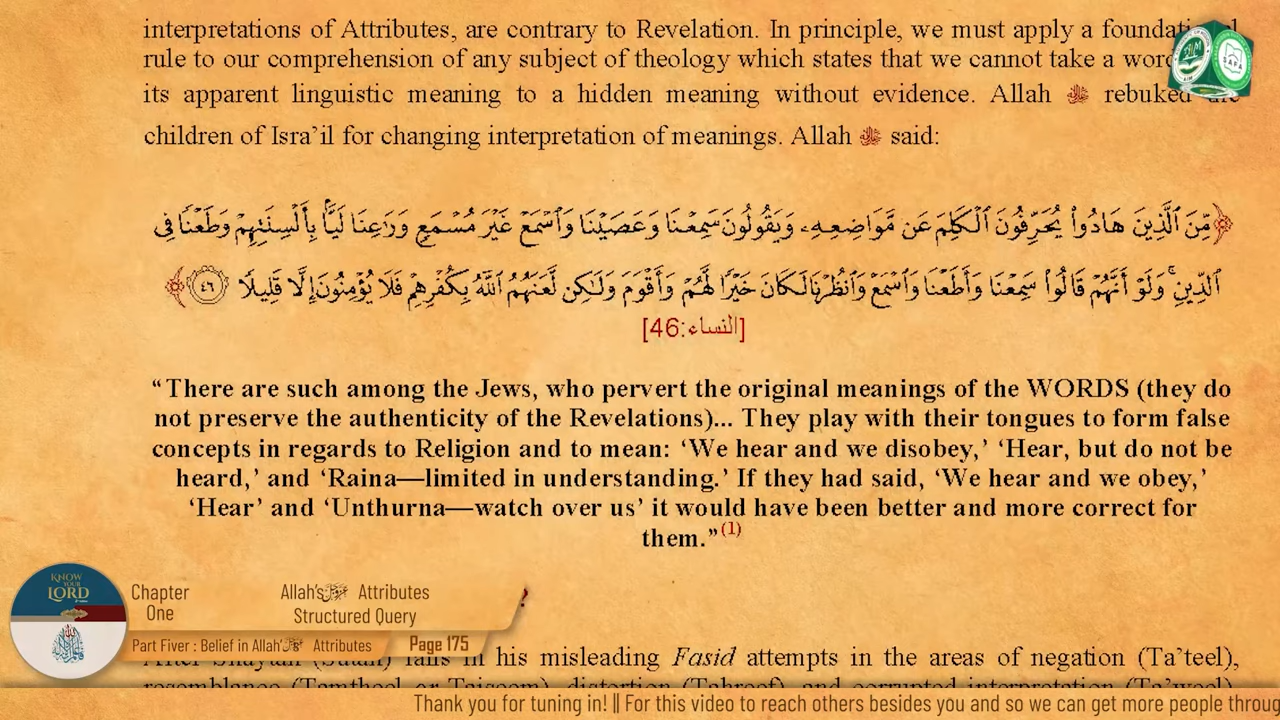 interpretations of Attributes, are contrary to Revelation. In principle, we must apply a foundational
rule to our comprehension of any subject of theology which states that we cannot take a word
its apparent linguistic meaning to a hidden meaning without evidence. Allah ﷻ rebuked
children of Isra’il for changing interpretation of meanings. Allah ﷻ said:
﴿مِّنَ ٱلَّذِينَ هَادُوا۟ يُحَرِّفُونَ ٱلْكَلِمَ عَن مَّوَاضِعِهِۦ وَيَقُولُونَ سَمِعْنَا وَعَصَيْنَا وَٱسْمَعْ غَيْرَ مُسْمَعٍ وَرَٰعِنَا لَيًّۢا بِأَلْسِنَتِهِمْ وَطَعْنًا فِى
ٱلدِّينِ ۚ وَلَوْ أَنَّهُمْ قَالُوا۟ سَمِعْنَا وَأَطَعْنَا وَٱسْمَعْ وَٱنظُرْنَا لَكَانَ خَيْرًا لَّهُمْ وَأَقْوَمَ وَلَٰكِن لَّعَنَهُمُ ٱللَّهُ بِكُفْرِهِمْ فَلَا يُؤْمِنُونَ إِلَّا قَلِيلًا ٤٦﴾
[النساء:46]
“There are such among the Jews, who pervert the original meanings of the WORDS (they do
not preserve the authenticity of the Revelations)... They play with their tongues to form false
concepts in regards to Religion and to mean: ‘We hear and we disobey,’ ‘Hear, but do not be
heard,’ and ‘Raina—limited in understanding.’ If they had said, ‘We hear and we obey,’
‘Hear’ and ‘Unthurna—watch over us’ it would have been better and more correct for
them.”(1)
KNOW
YOUR
LORD
Chapter
One
Allah’s ﷻ Attributes
Structured Query
Part Fiver : Belief in Allah’s ﷻ Attributes
Page 175
his misleading Fasid attempts in the areas of negation (Ta’teel),
Thank you for tuning in! || For this video to reach others besides you and so we can get more people